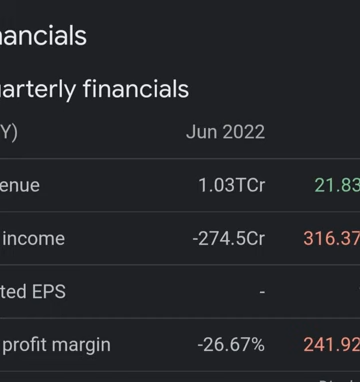 nancials
uarterly financials
Y) Jun 2022
enue 1.03TCr 21.83
income -274.5Cr 316.37
ted EPS -
profit margin -26.67% 241.92